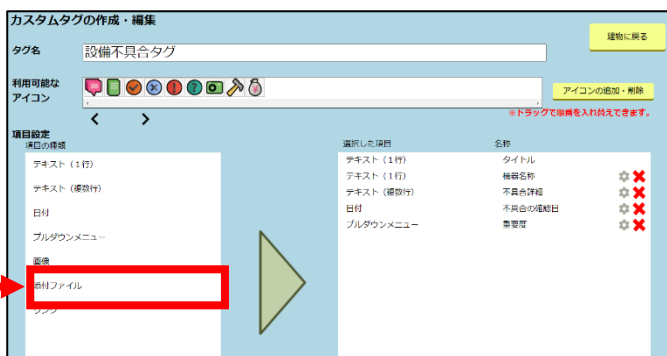 カスタムタグの作成・編集
建物に戻る
タグ名
設備不具合タグ
利用可能な
アイコン
アイコンの追加・削除
※ドラッグで順番を入れ替えできます。
項目設定
項目の種類
選択した項目 名称
テキスト（1行）
テキスト（複数行）
日付
プルダウンメニュー
画像
添付ファイル
リンク
テキスト（1行） タイトル
テキスト（1行） 機器名称
テキスト（複数行） 不具合詳細
日付 不具合の確認日
プルダウンメニュー 重要度